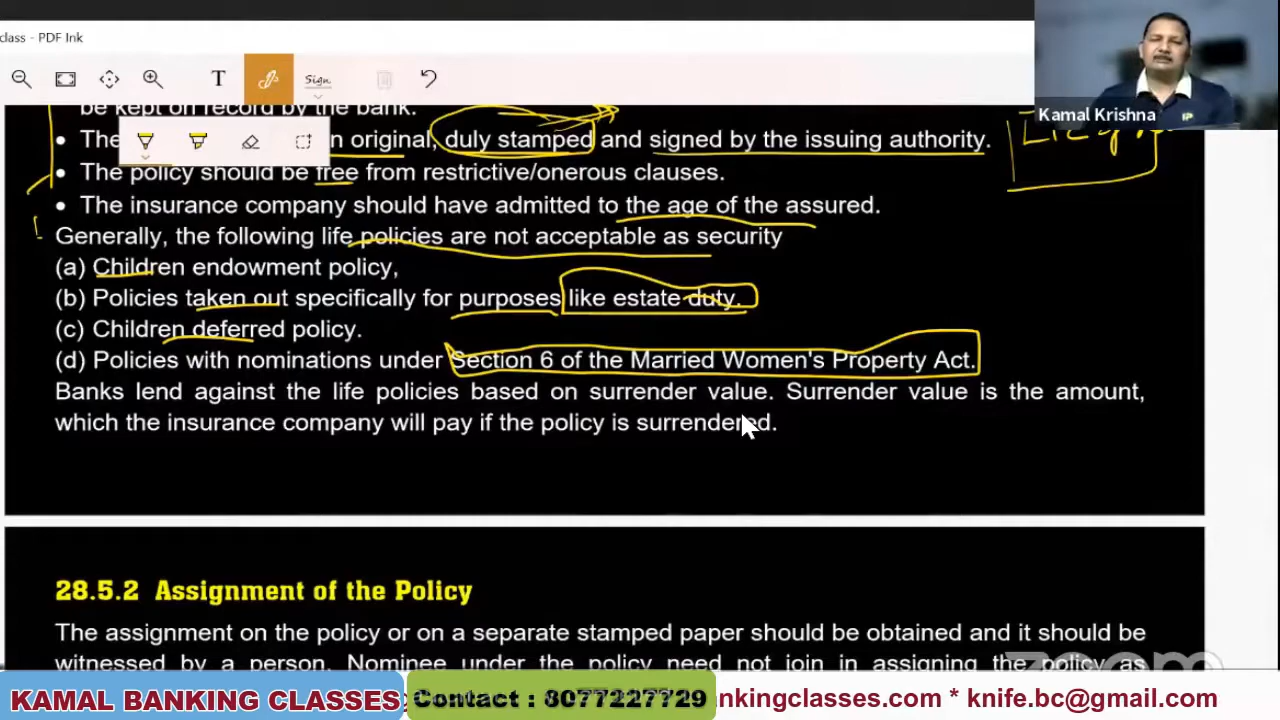 class - PDF Ink
T
Sign
Kamal Krishna
be kept on record by the bank.
• The n original, duly stamped and signed by the issuing authority.
• The policy should be free from restrictive/onerous clauses.
• The insurance company should have admitted to the age of the assured.
Generally, the following life policies are not acceptable as security
(a) Children endowment policy,
(b) Policies taken out specifically for purposes like estate duty.
(c) Children deferred policy.
(d) Policies with nominations under Section 6 of the Married Women's Property Act.
Banks lend against the life policies based on surrender value. Surrender value is the amount,
which the insurance company will pay if the policy is surrendered.
28.5.2 Assignment of the Policy
The assignment on the policy or on a separate stamped paper should be obtained and it should be
witnessed by a person. Nominee under the policy need not join in assigning the policy as
zoom
KAMAL BANKING CLASSES Contact : 8077227729 nkingclasses.com * knife.bc@gmail.com